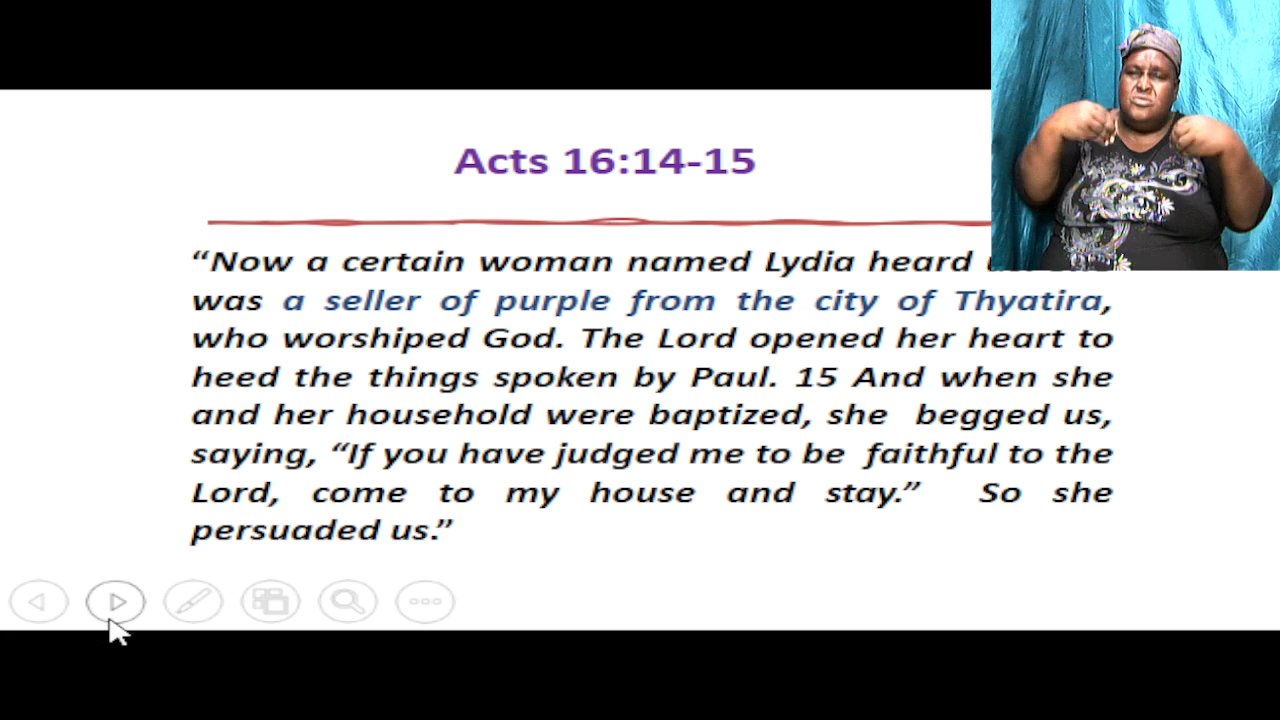 Acts 16:14-15
“Now a certain woman named Lydia heard
was a seller of purple from the city of Thyatira,
who worshiped God. The Lord opened her heart to
heed the things spoken by Paul. 15 And when she
and her household were baptized, she begged us,
saying, “If you have judged me to be faithful to the
Lord, come to my house and stay.” So she
persuaded us.”